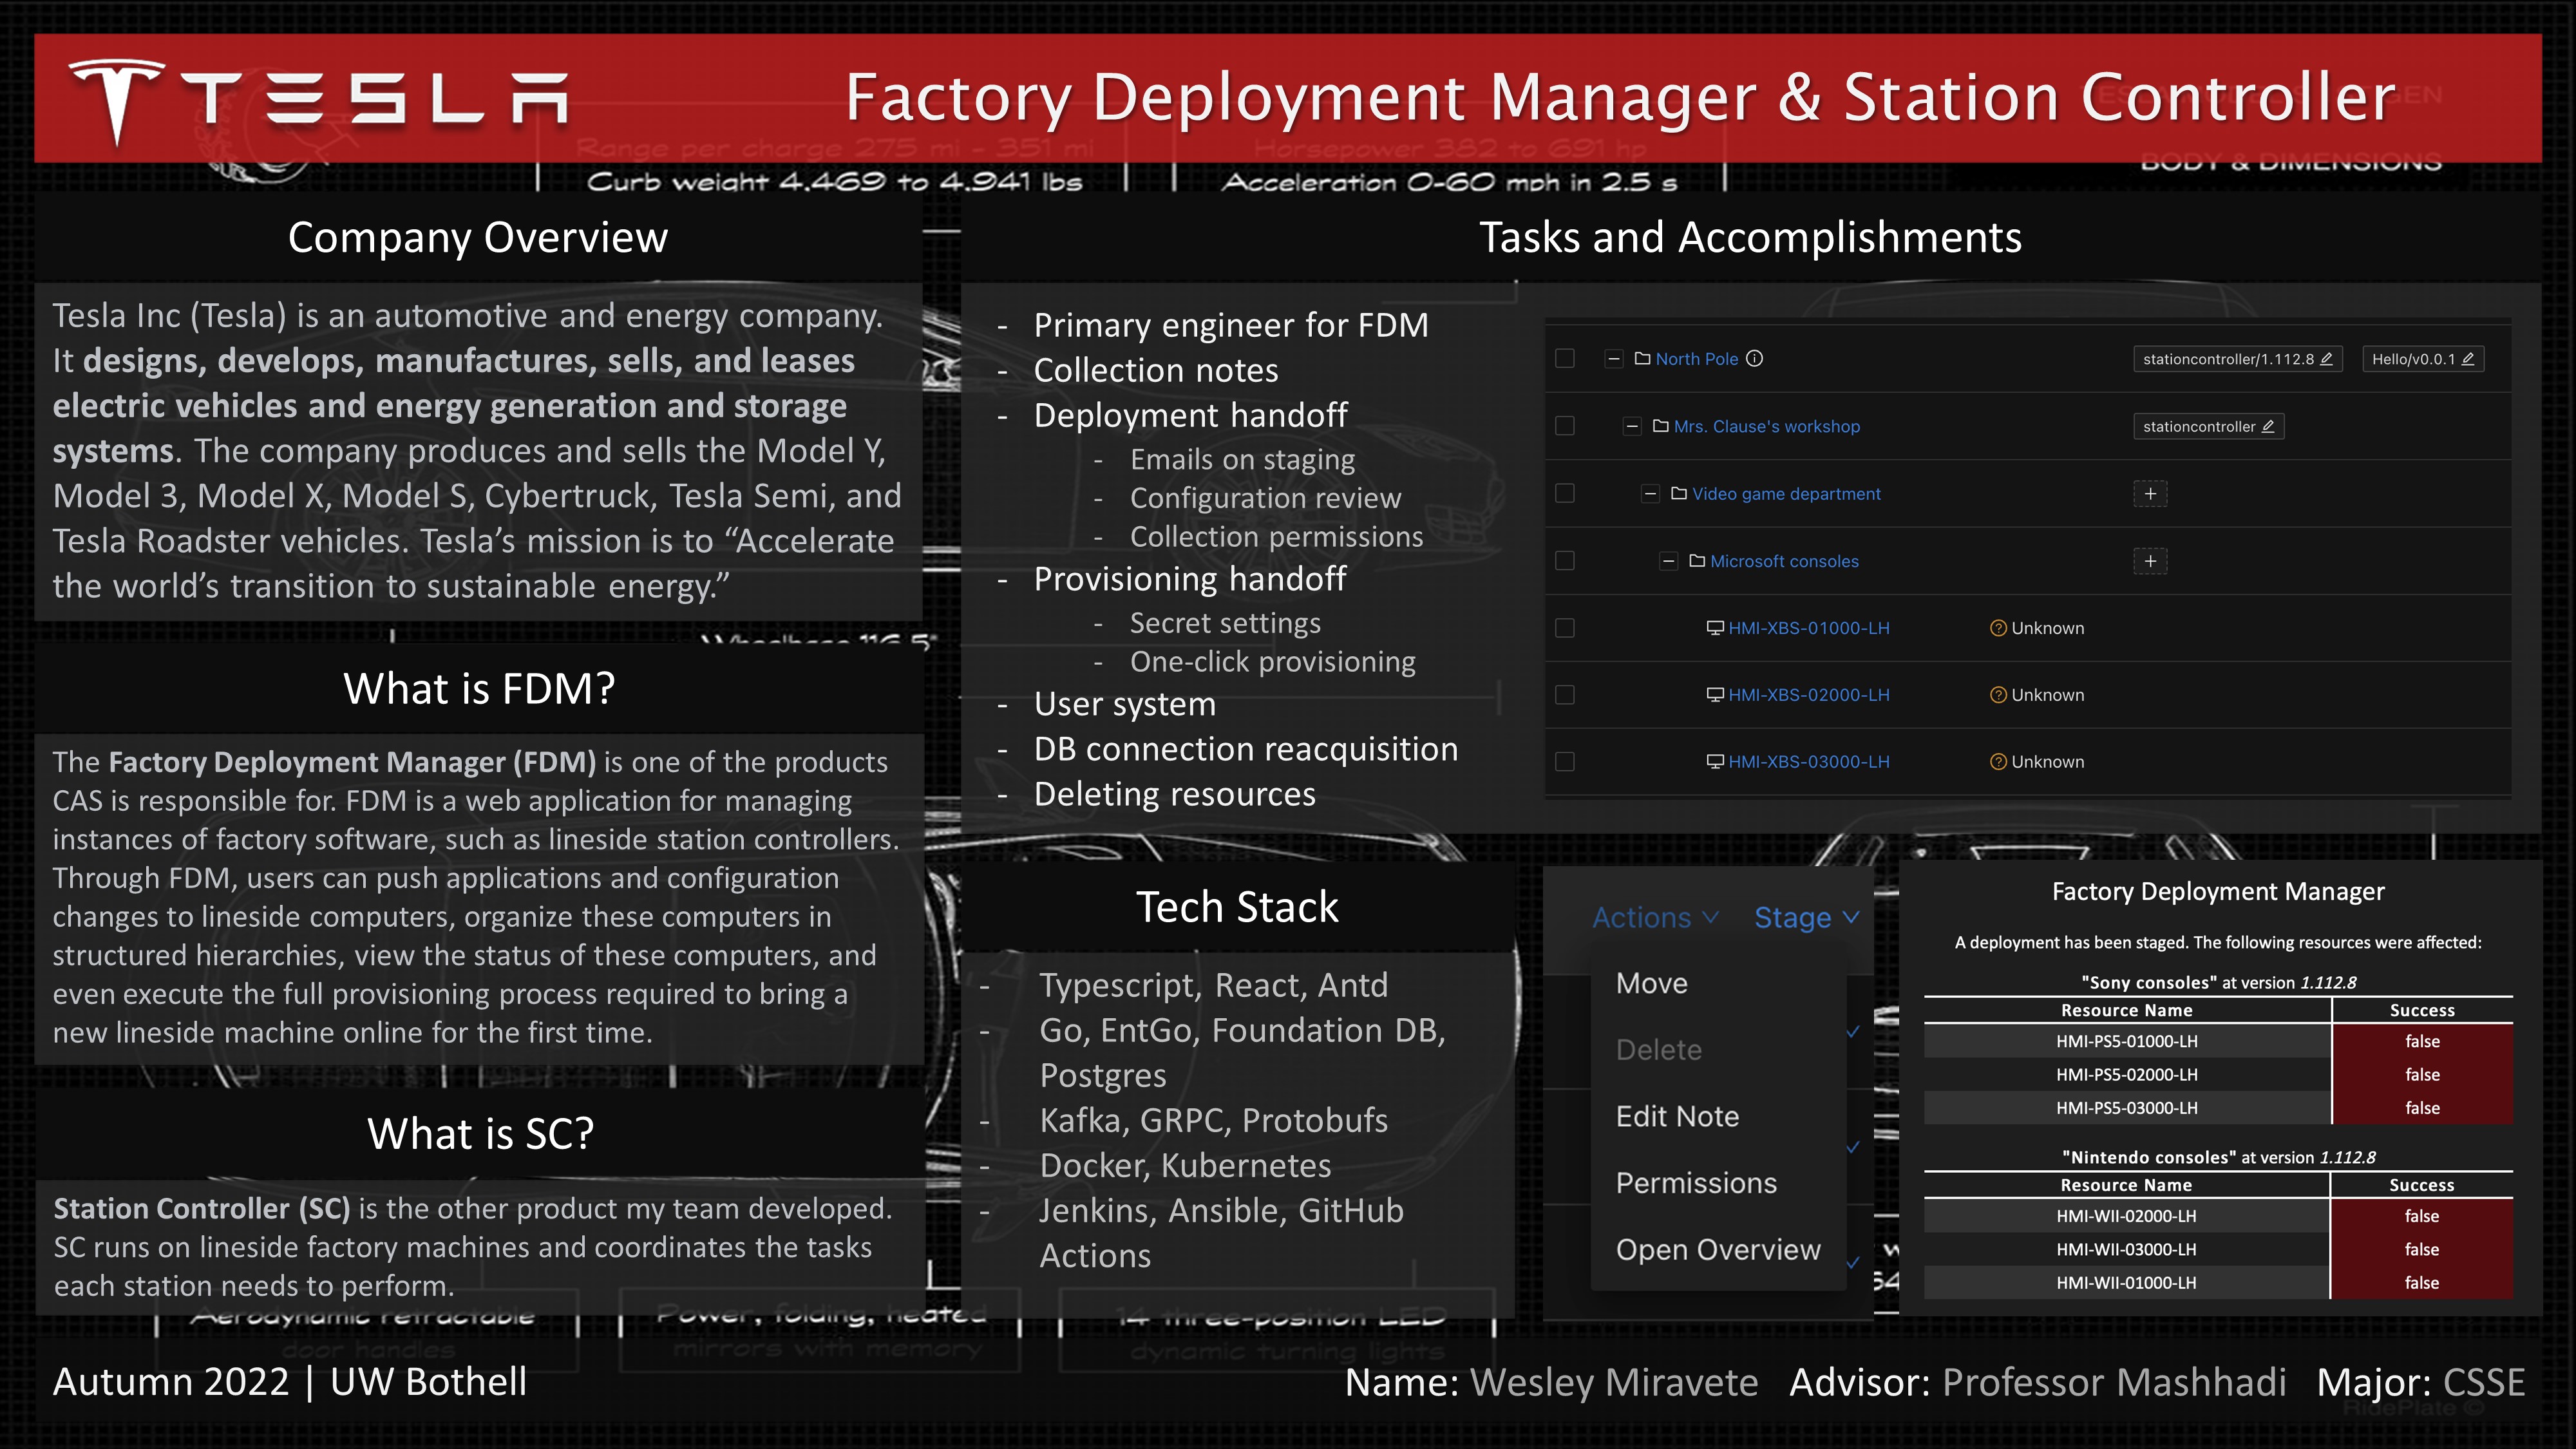 TESLA
Factory Deployment Manager & Station Controller
Range per charge 275 mi - 351 mi
Horsepower 382 to 691 hp
Curb weight 4.469 to 4.941 lbs
Acceleration 0-60 mph in 2.5 s
BODY & DIMENSIONS
Company Overview
Tesla Inc (Tesla) is an automotive and energy company.
It designs, develops, manufactures, sells, and leases
electric vehicles and energy generation and storage
systems. The company produces and sells the Model Y,
Model 3, Model X, Model S, Cybertruck, Tesla Semi, and
Tesla Roadster vehicles. Tesla's mission is to “Accelerate
the world's transition to sustainable energy.”
Wheelbase 116.5"
What is FDM?
The Factory Deployment Manager (FDM) is one of the products
CAS is responsible for. FDM is a web application for managing
instances of factory software, such as lineside station controllers.
Through FDM, users can push applications and configuration
changes to lineside computers, organize these computers in
structured hierarchies, view the status of these computers, and
even execute the full provisioning process required to bring a
new lineside machine online for the first time.
What is SC?
Station Controller (SC) is the other product my team developed.
SC runs on lineside factory machines and coordinates the tasks
each station needs to perform.
Tasks and Accomplishments
- Primary engineer for FDM
- Collection notes
- Deployment handoff
- Emails on staging
- Configuration review
- Collection permissions
- Provisioning handoff
- Secret settings
- One-click provisioning
- User system
- DB connection reacquisition
- Deleting resources
North Pole stationcontroller/1.112.8 Hello/v0.0.1
Mrs. Clause's workshop stationcontroller
Video game department +
Microsoft consoles +
HMI-XBS-01000-LH Unknown
HMI-XBS-02000-LH Unknown
HMI-XBS-03000-LH Unknown
Tech Stack
- Typescript, React, Antd
- Go, EntGo, Foundation DB,
Postgres
- Kafka, GRPC, Protobufs
- Docker, Kubernetes
- Jenkins, Ansible, GitHub
Actions
Actions Stage
Move
Delete
Edit Note
Permissions
Open Overview
Factory Deployment Manager
A deployment has been staged. The following resources were affected:
"Sony consoles" at version 1.112.8
Resource Name Success
HMI-PS5-01000-LH false
HMI-PS5-02000-LH false
HMI-PS5-03000-LH false
"Nintendo consoles" at version 1.112.8
Resource Name Success
HMI-WII-02000-LH false
HMI-WII-03000-LH false
HMI-WII-01000-LH false
Aerodynamic retractable
door handles
Power, folding, heated
mirrors with memory
14 three-position LED
dynamic turning lights
Autumn 2022 | UW Bothell
Name: Wesley Miravete Advisor: Professor Mashhadi Major: CSSE
RidePlate ©